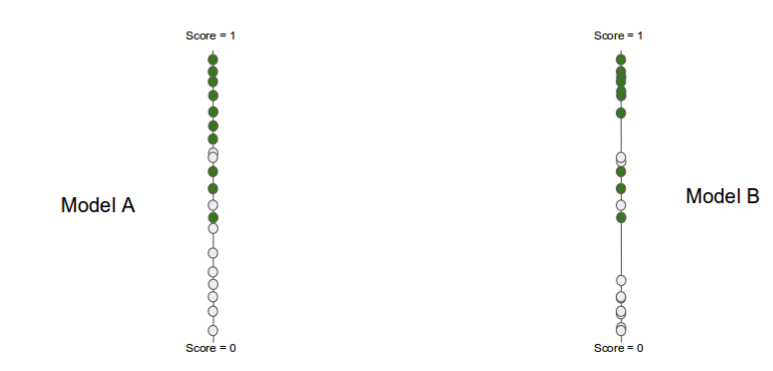 Score = 1
Score = 1
Model A
Model B
Score = 0
Score = 0